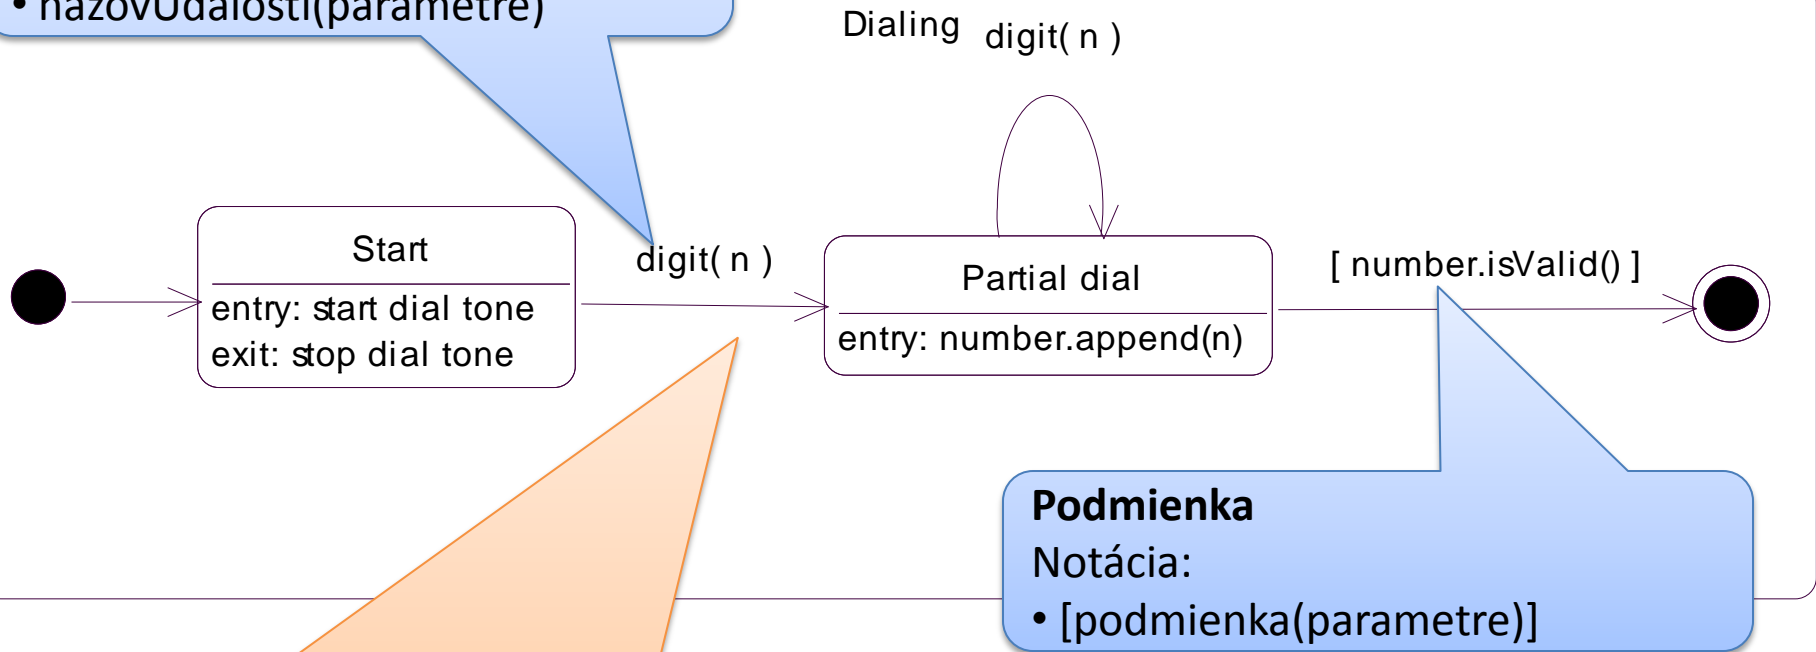 • názovUdalosti(parametre)
Dialing
digit( n )
Start
entry: start dial tone
exit: stop dial tone
digit( n )
Partial dial
entry: number.append(n)
[ number.isValid() ]
Podmienka
Notácia:
• [podmienka(parametre)]